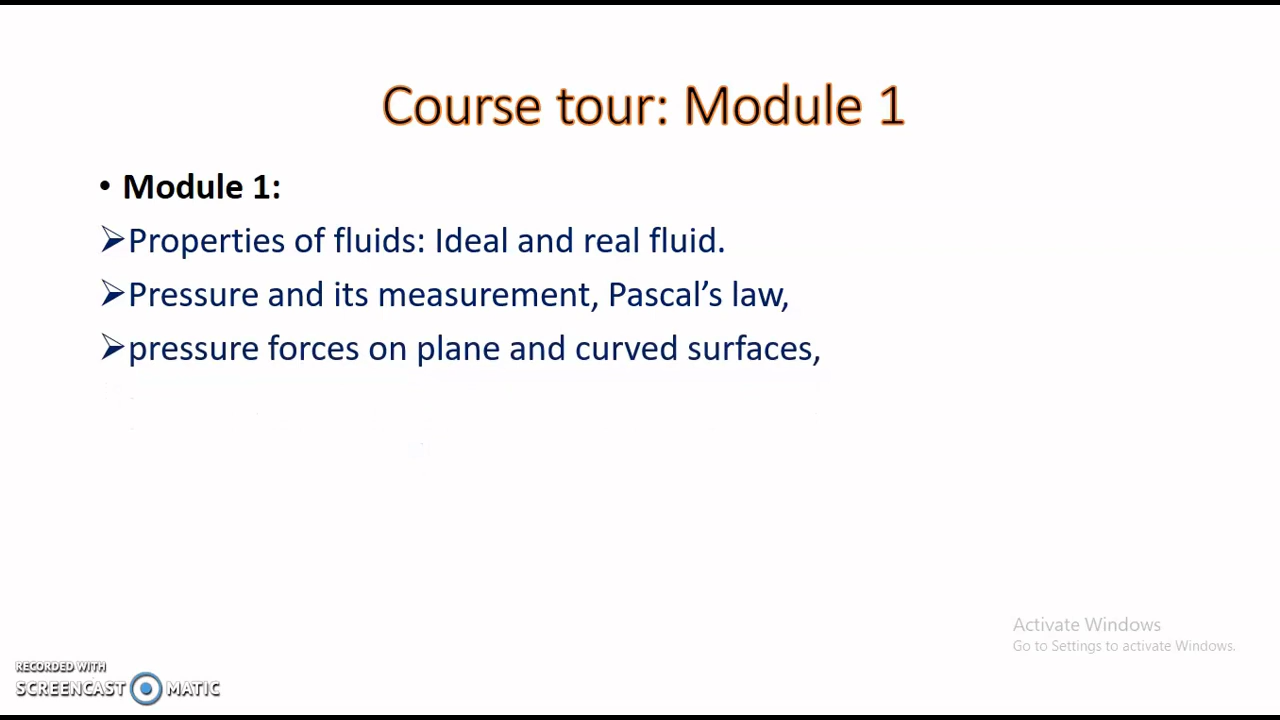 Course tour: Module 1
• Module 1:
➢Properties of fluids: Ideal and real fluid.
➢Pressure and its measurement, Pascal’s law,
➢pressure forces on plane and curved surfaces,
Activate Windows
Go to Settings to activate Windows.
RECORDED WITH
SCREENCAST MATIC